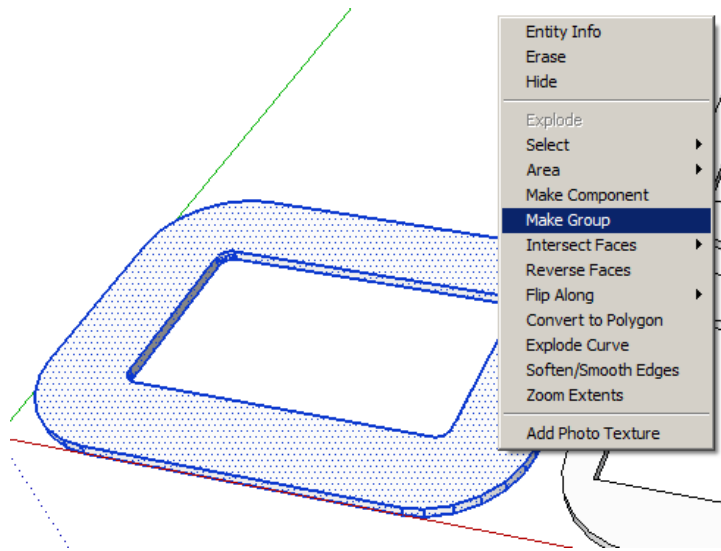 Entity Info
Erase
Hide
Explode
Select
Area
Make Component
Make Group
Intersect Faces
Reverse Faces
Flip Along
Convert to Polygon
Explode Curve
Soften/Smooth Edges
Zoom Extents
Add Photo Texture